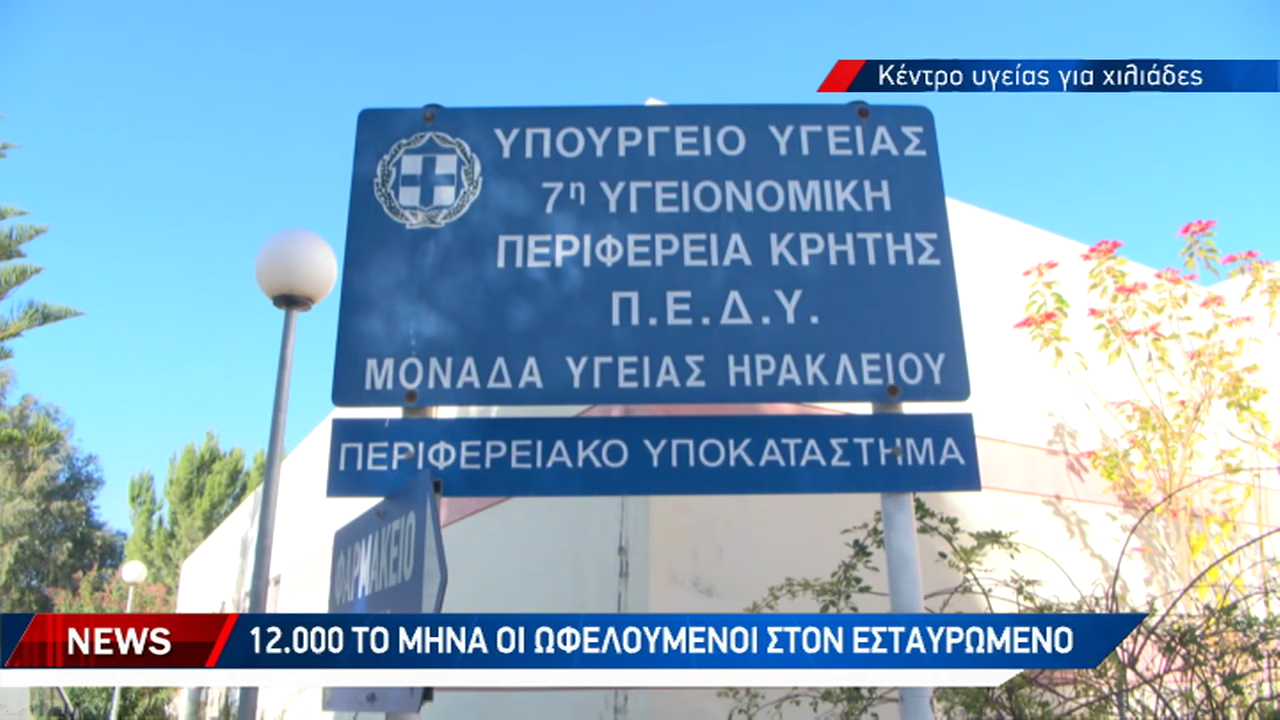 Κέντρο υγείας για χιλιάδες
ΥΠΟΥΡΓΕΙΟ ΥΓΕΙΑΣ
7η ΥΓΕΙΟΝΟΜΙΚΗ
ΠΕΡΙΦΕΡΕΙΑ ΚΡΗΤΗΣ
Π.Ε.Δ.Υ.
ΜΟΝΑΔΑ ΥΓΕΙΑΣ ΗΡΑΚΛΕΙΟΥ
ΠΕΡΙΦΕΡΕΙΑΚΟ ΥΠΟΚΑΤΑΣΤΗΜΑ
ΦΑΡΜΑΚΕΙΟ
NEWS 12.000 ΤΟ ΜΗΝΑ ΟΙ ΩΦΕΛΟΥΜΕΝΟΙ ΣΤΟΝ ΕΣΤΑΥΡΩΜΕΝΟ